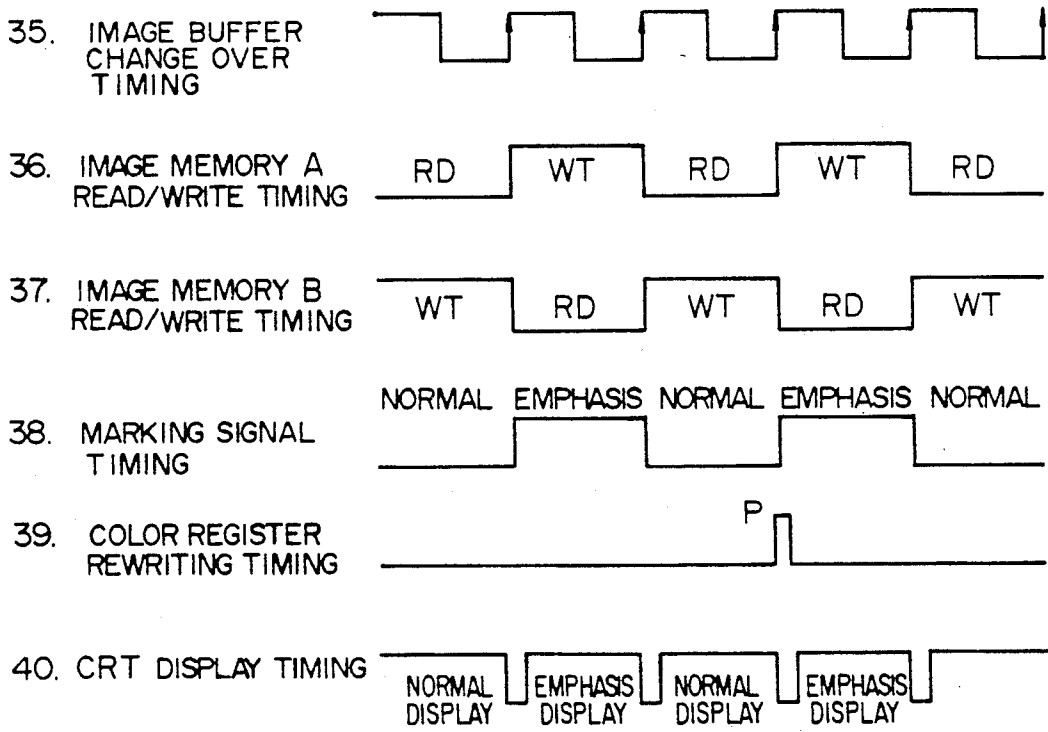 35. IMAGE BUFFER
CHANGE OVER
TIMING
36. IMAGE MEMORY A
READ/WRITE TIMING
RD WT RD WT RD
37. IMAGE MEMORY B
READ/WRITE TIMING
WT RD WT RD WT
NORMAL EMPHASIS NORMAL EMPHASIS NORMAL
38. MARKING SIGNAL
TIMING
P
39. COLOR REGISTER
REWRITING TIMING
40. CRT DISPLAY TIMING
NORMAL EMPHASIS NORMAL EMPHASIS
DISPLAY DISPLAY DISPLAY DISPLAY